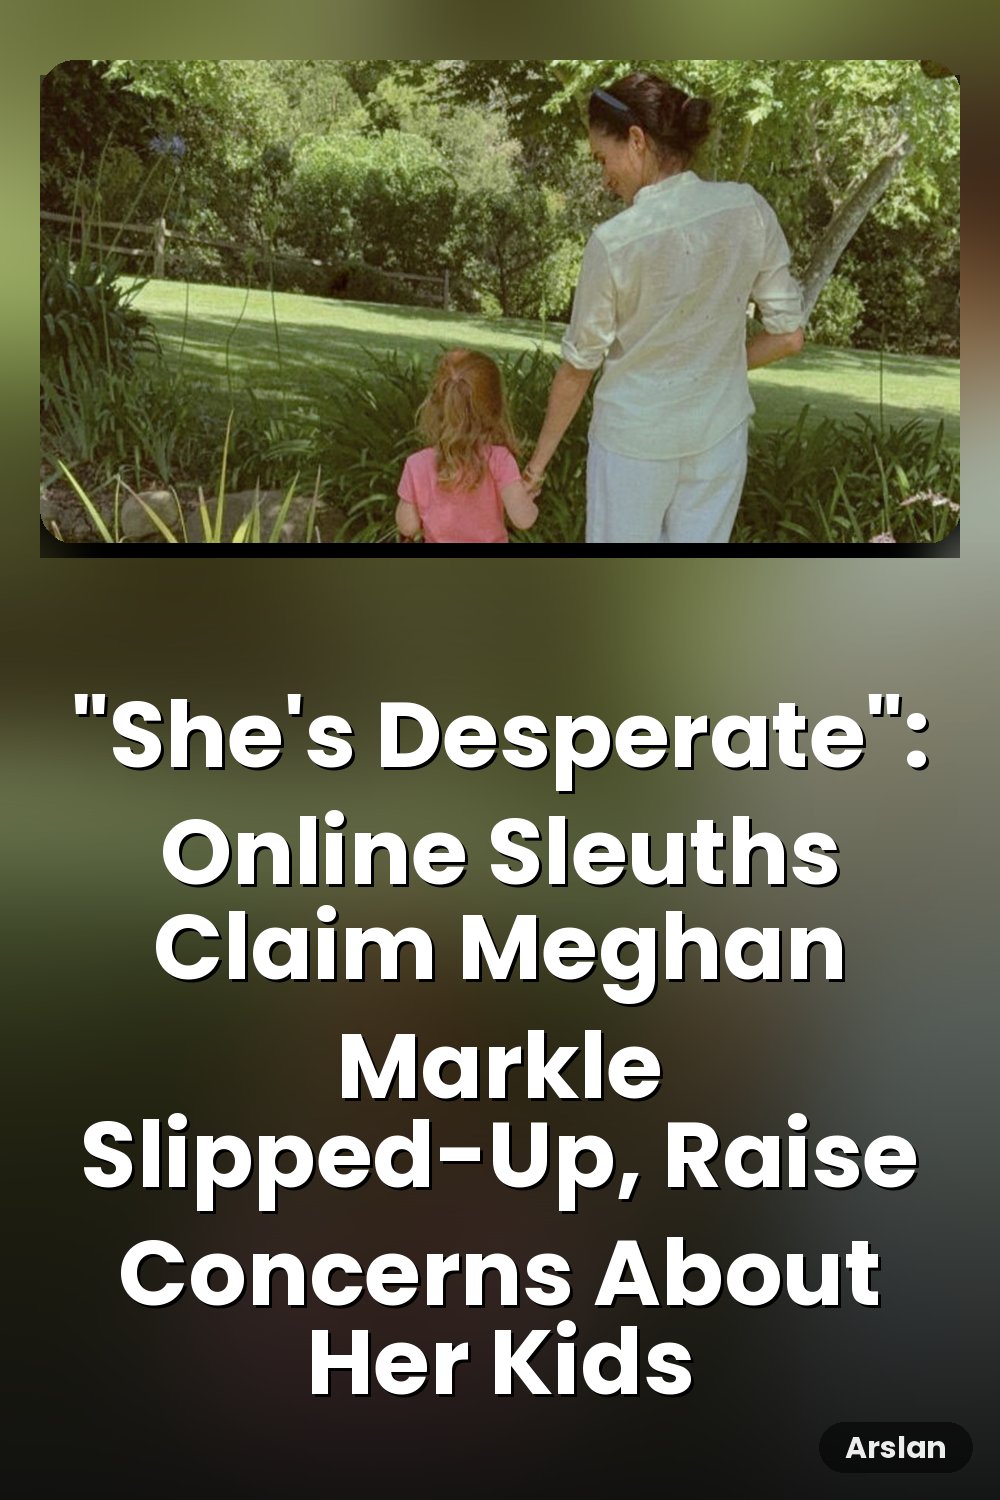 "She's Desperate":
Online Sleuths
Claim Meghan
Markle
Slipped-Up, Raise
Concerns About
Her Kids
Arslan